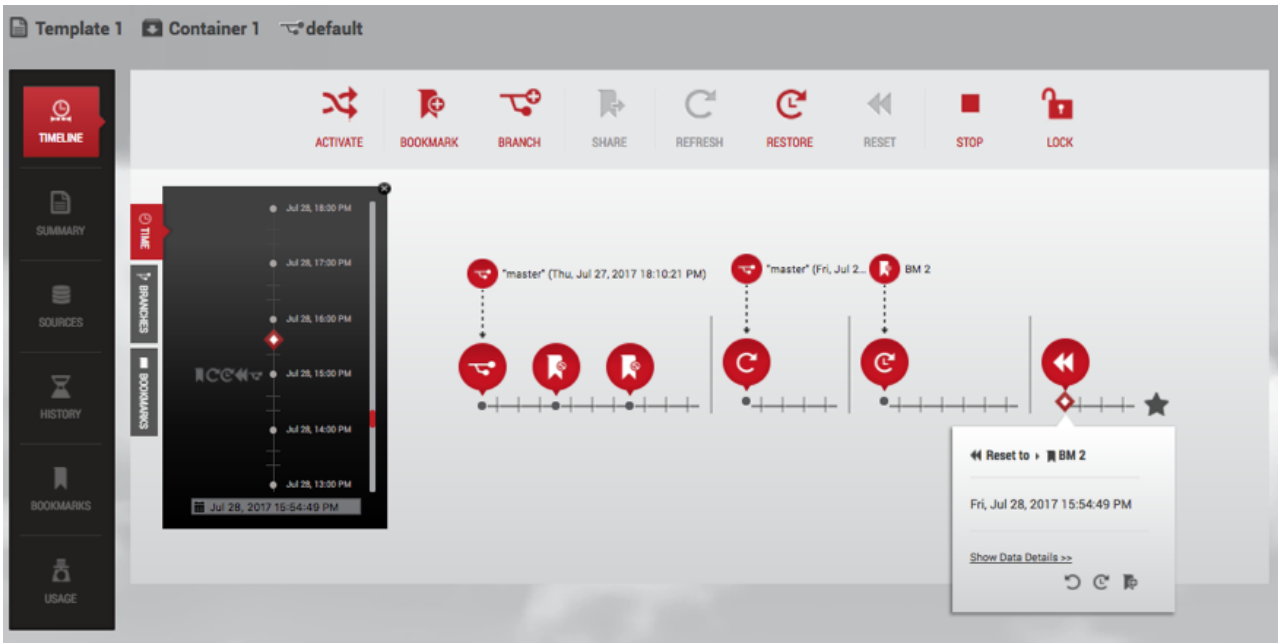 Template 1 Container 1 default
TIMELINE
SUMMARY
SOURCES
HISTORY
BOOKMARKS
USAGE
ACTIVATE BOOKMARK BRANCH SHARE REFRESH RESTORE RESET STOP LOCK
TIME
BRANCHES
BOOKMARKS
Jul 28, 18:00 PM
Jul 28, 17:00 PM
Jul 28, 16:00 PM
Jul 28, 15:00 PM
Jul 28, 14:00 PM
Jul 28, 13:00 PM
Jul 28, 2017 15:54:49 PM
"master" (Thu, Jul 27, 2017 18:10:21 PM)
"master" (Fri, Jul 2...
BM 2
Reset to BM 2
Fri, Jul 28, 2017 15:54:49 PM
Show Data Details >>